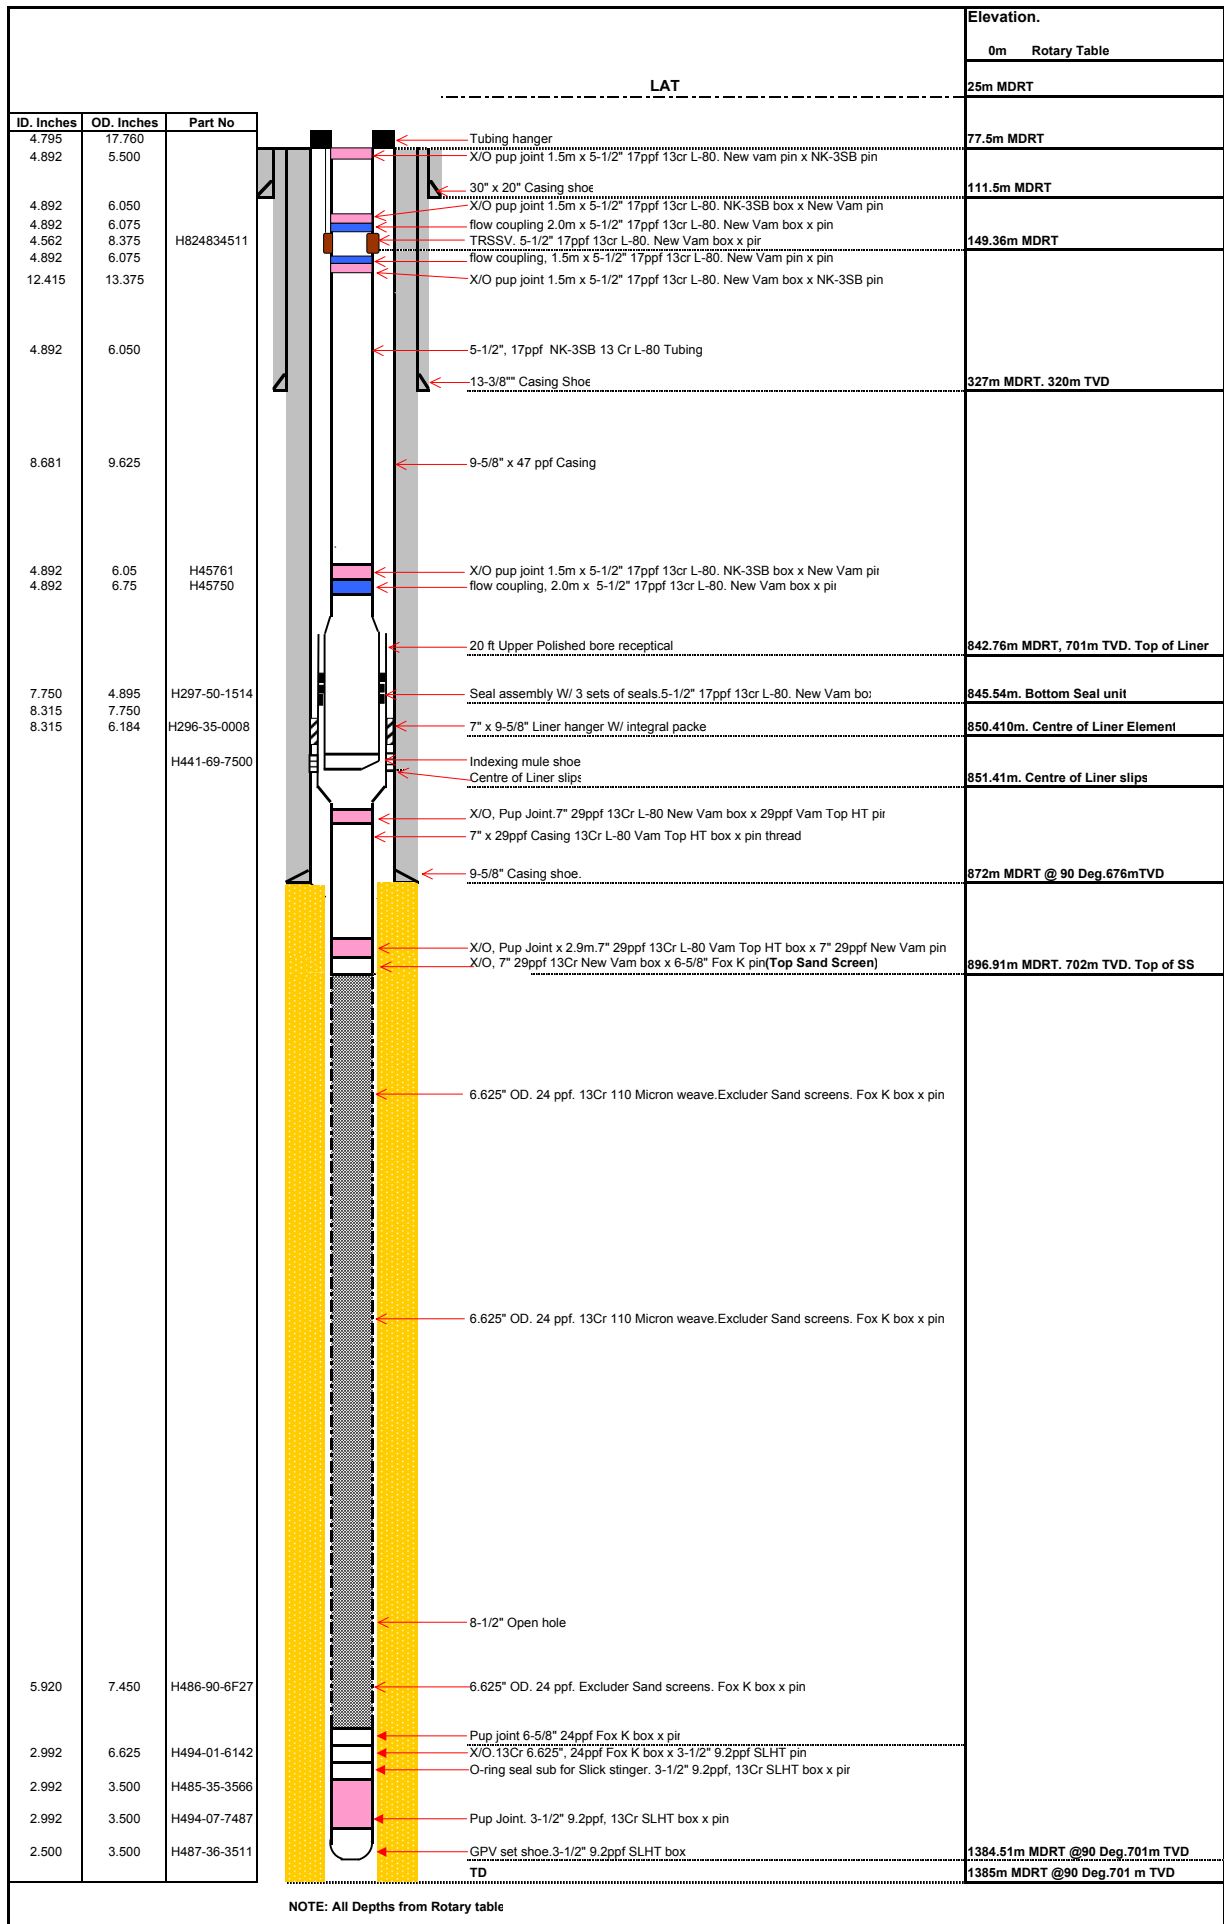 Elevation.
0m Rotary Table
LAT 25m MDRT
ID. Inches OD. Inches Part No
4.795 17.760 Tubing hanger 77.5m MDRT
4.892 5.500 X/O pup joint 1.5m x 5-1/2" 17ppf 13cr L-80. New vam pin x NK-3SB pin
30" x 20" Casing shoe 111.5m MDRT
4.892 6.050 X/O pup joint 1.5m x 5-1/2" 17ppf 13cr L-80. NK-3SB box x New Vam pin
4.892 6.075 flow coupling 2.0m x 5-1/2" 17ppf 13cr L-80. New Vam box x pin
4.562 8.375 H824834511 TRSSV. 5-1/2" 17ppf 13cr L-80. New Vam box x pir 149.36m MDRT
4.892 6.075 flow coupling, 1.5m x 5-1/2" 17ppf 13cr L-80. New Vam pin x pin
12.415 13.375 X/O pup joint 1.5m x 5-1/2" 17ppf 13cr L-80. New Vam box x NK-3SB pin
4.892 6.050 5-1/2", 17ppf NK-3SB 13 Cr L-80 Tubing
13-3/8"" Casing Shoe 327m MDRT. 320m TVD
8.681 9.625 9-5/8" x 47 ppf Casing
4.892 6.05 H45761 X/O pup joint 1.5m x 5-1/2" 17ppf 13cr L-80. NK-3SB box x New Vam pir
4.892 6.75 H45750 flow coupling, 2.0m x 5-1/2" 17ppf 13cr L-80. New Vam box x pir
20 ft Upper Polished bore receptical 842.76m MDRT, 701m TVD. Top of Liner
7.750 4.895 H297-50-1514 Seal assembly W/ 3 sets of seals.5-1/2" 17ppf 13cr L-80. New Vam box 845.54m. Bottom Seal unit
8.315 7.750
8.315 6.184 H296-35-0008 7" x 9-5/8" Liner hanger W/ integral packe 850.410m. Centre of Liner Element
H441-69-7500 Indexing mule shoe
Centre of Liner slips 851.41m. Centre of Liner slips
X/O, Pup Joint.7" 29ppf 13Cr L-80 New Vam box x 29ppf Vam Top HT pir
7" x 29ppf Casing 13Cr L-80 Vam Top HT box x pin thread
9-5/8" Casing shoe. 872m MDRT @ 90 Deg.676mTVD
X/O, Pup Joint x 2.9m.7" 29ppf 13Cr L-80 Vam Top HT box x 7" 29ppf New Vam pin
X/O, 7" 29ppf 13Cr New Vam box x 6-5/8" Fox K pin(Top Sand Screen) 896.91m MDRT. 702m TVD. Top of SS
6.625" OD. 24 ppf. 13Cr 110 Micron weave.Excluder Sand screens. Fox K box x pin
6.625" OD. 24 ppf. 13Cr 110 Micron weave.Excluder Sand screens. Fox K box x pin
8-1/2" Open hole
5.920 7.450 H486-90-6F27 6.625" OD. 24 ppf. Excluder Sand screens. Fox K box x pin
Pup joint 6-5/8" 24ppf Fox K box x pir
2.992 6.625 H494-01-6142 X/O.13Cr 6.625", 24ppf Fox K box x 3-1/2" 9.2ppf SLHT pin
O-ring seal sub for Slick stinger. 3-1/2" 9.2ppf, 13Cr SLHT box x pir
2.992 3.500 H485-35-3566
2.992 3.500 H494-07-7487 Pup Joint. 3-1/2" 9.2ppf, 13Cr SLHT box x pin
2.500 3.500 H487-36-3511 GPV set shoe.3-1/2" 9.2ppf SLHT box 1384.51m MDRT @90 Deg.701m TVD
TD 1385m MDRT @90 Deg.701 m TVD
NOTE: All Depths from Rotary table